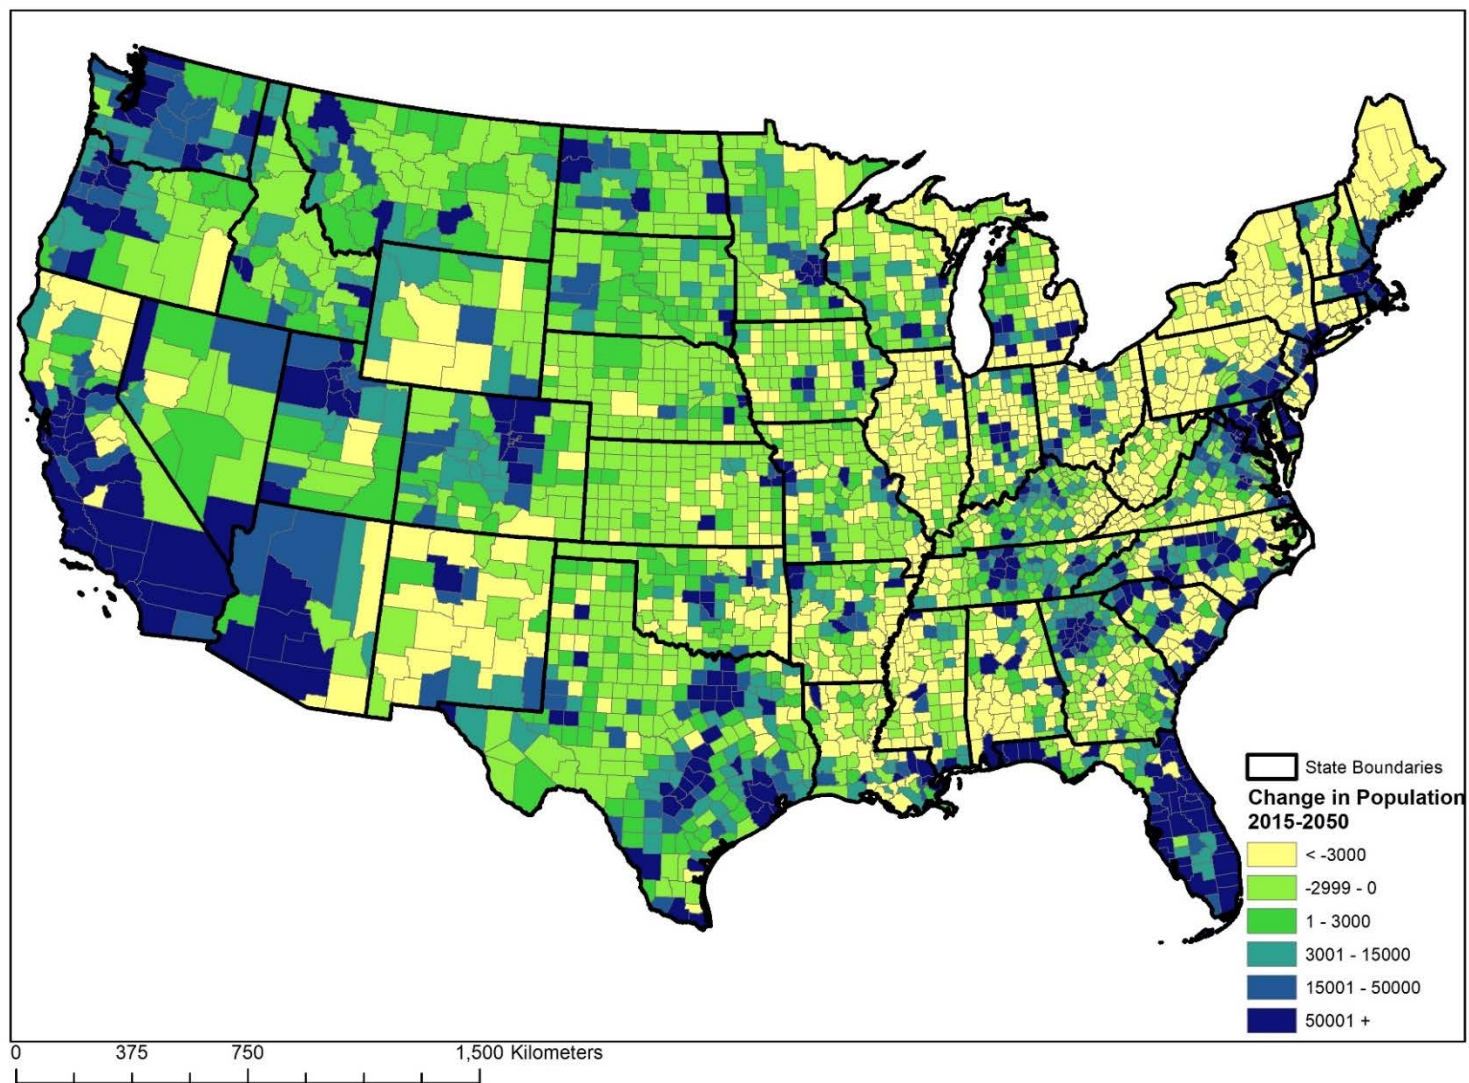 State Boundaries
Change in Population
2015-2050
< -3000
-2999 - 0
1 - 3000
3001 - 15000
15001 - 50000
50001 +
0 375 750 1,500 Kilometers